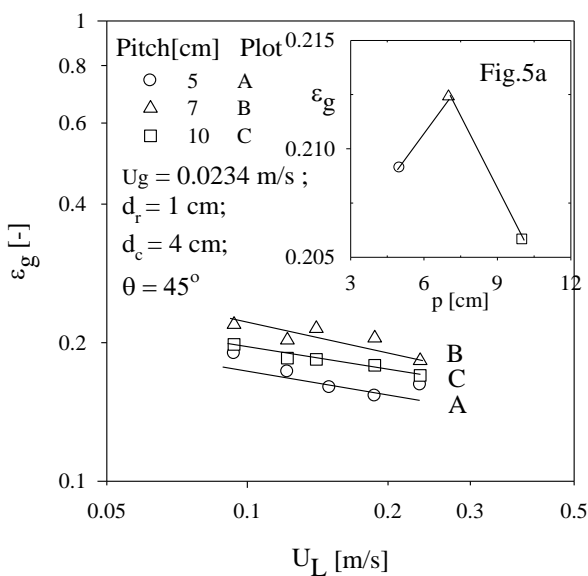 1
0.8
0.6
0.4
0.2
0.1
εg [-]
Pitch[cm] Plot
5 A
7 B
10 C
Ug = 0.0234 m/s ;
dr = 1 cm;
dc = 4 cm;
θ = 45o
0.215
0.210
0.205
εg
Fig.5a
3 6 9 12
p [cm]
B
C
A
0.05 0.1 0.2 0.3 0.5
UL [m/s]